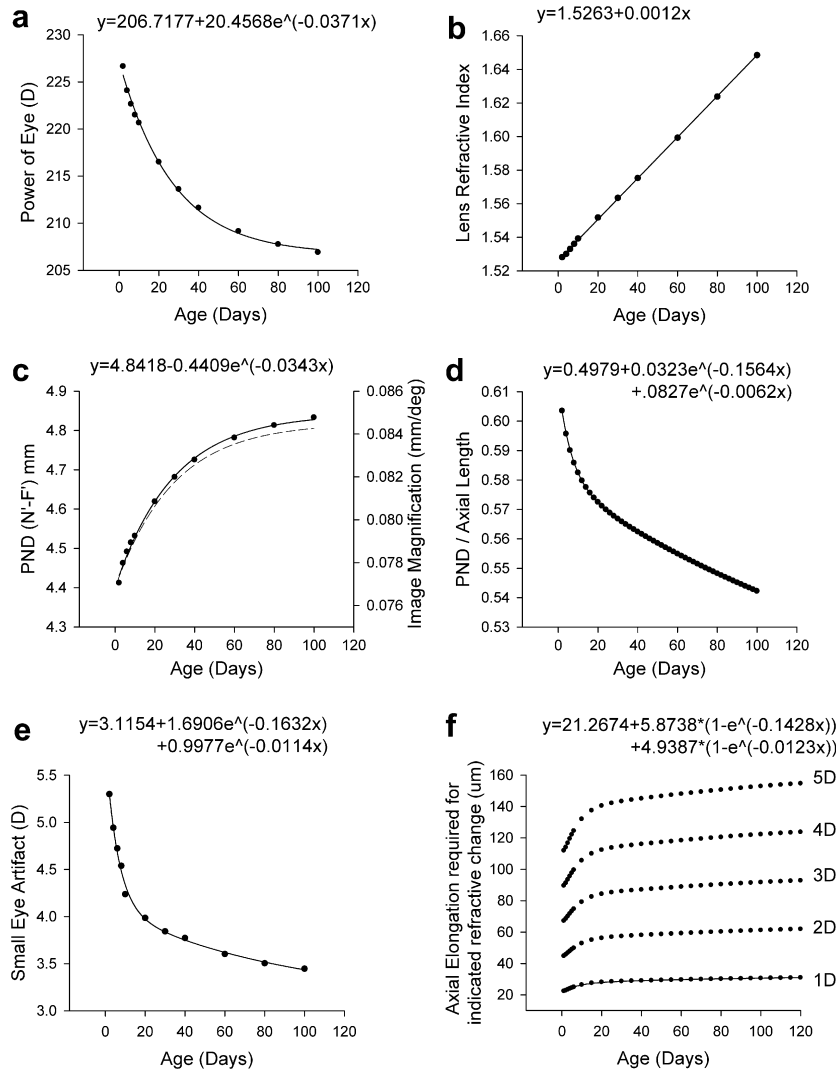 a
y=206.7177+20.4568e^(-0.0371x)
230
225
220
215
210
205
Power of Eye (D)
0 20 40 60 80 100 120
Age (Days)
b
y=1.5263+0.0012x
1.66
1.64
1.62
1.60
1.58
1.56
1.54
1.52
Lens Refractive Index
0 20 40 60 80 100 120
Age (Days)
c
y=4.8418-0.4409e^(-0.0343x)
4.9
4.8
4.7
4.6
4.5
4.4
4.3
PND (N'-F') mm
0.086
0.084
0.082
0.080
0.078
0.076
Image Magnification (mm/deg)
0 20 40 60 80 100 120
Age (Days)
d
y=0.4979+0.0323e^(-0.1564x)
+.0827e^(-0.0062x)
0.61
0.60
0.59
0.58
0.57
0.56
0.55
0.54
0.53
PND / Axial Length
0 20 40 60 80 100 120
Age (Days)
e
y=3.1154+1.6906e^(-0.1632x)
+0.9977e^(-0.0114x)
5.5
5.0
4.5
4.0
3.5
3.0
Small Eye Artifact (D)
0 20 40 60 80 100 120
Age (Days)
f
y=21.2674+5.8738*(1-e^(-0.1428x))
+4.9387*(1-e^(-0.0123x))
160
140
120
100
80
60
40
20
Axial Elongation required for
indicated refractive change (um)
5D
4D
3D
2D
1D
0 20 40 60 80 100 120
Age (Days)